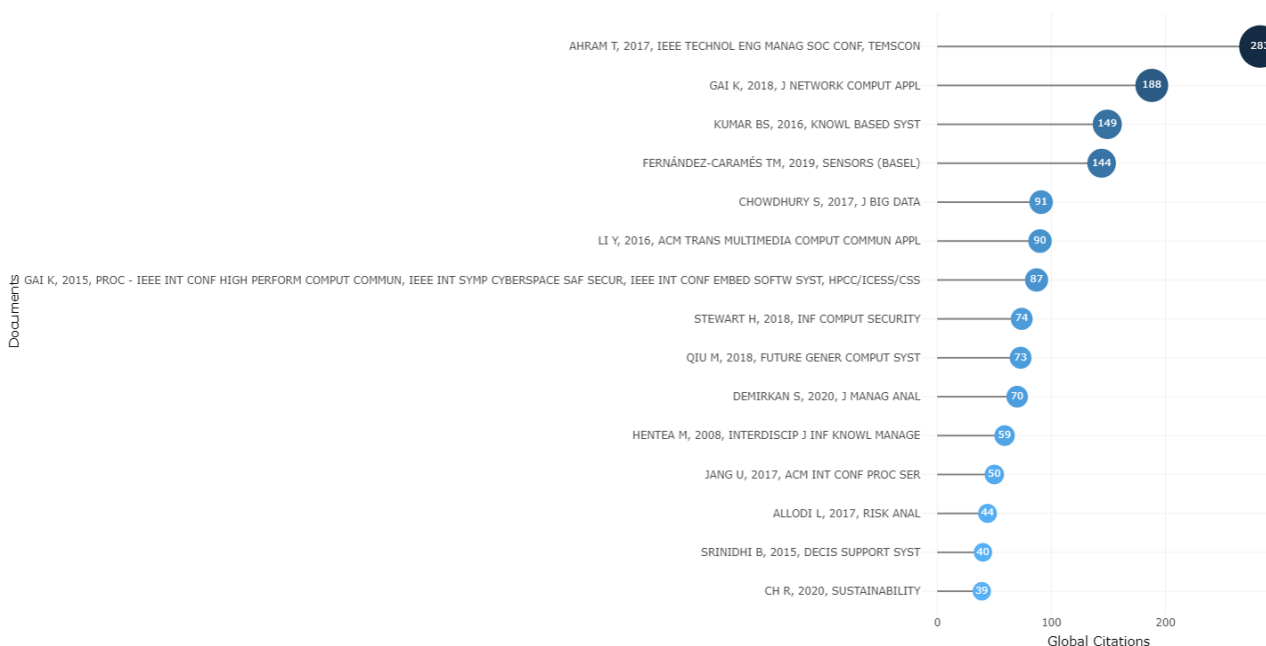 AHRAM T, 2017, IEEE TECHNOL ENG MANAG SOC CONF, TEMSCON 283
GAI K, 2018, J NETWORK COMPUT APPL 188
KUMAR BS, 2016, KNOWL BASED SYST 149
FERNÁNDEZ-CARAMÉS TM, 2019, SENSORS (BASEL) 144
CHOWDHURY S, 2017, J BIG DATA 91
LI Y, 2016, ACM TRANS MULTIMEDIA COMPUT COMMUN APPL 90
Documents
GAI K, 2015, PROC - IEEE INT CONF HIGH PERFORM COMPUT COMMUN, IEEE INT SYMP CYBERSPACE SAF SECUR, IEEE INT CONF EMBED SOFTW SYST, HPCC/ICESS/CSS 87
STEWART H, 2018, INF COMPUT SECURITY 74
QIU M, 2018, FUTURE GENER COMPUT SYST 73
DEMIRKAN S, 2020, J MANAG ANAL 70
HENTEA M, 2008, INTERDISCIP J INF KNOWL MANAGE 59
JANG U, 2017, ACM INT CONF PROC SER 50
ALLODI L, 2017, RISK ANAL 44
SRINIDHI B, 2015, DECIS SUPPORT SYST 40
CH R, 2020, SUSTAINABILITY 39
0 100 200
Global Citations